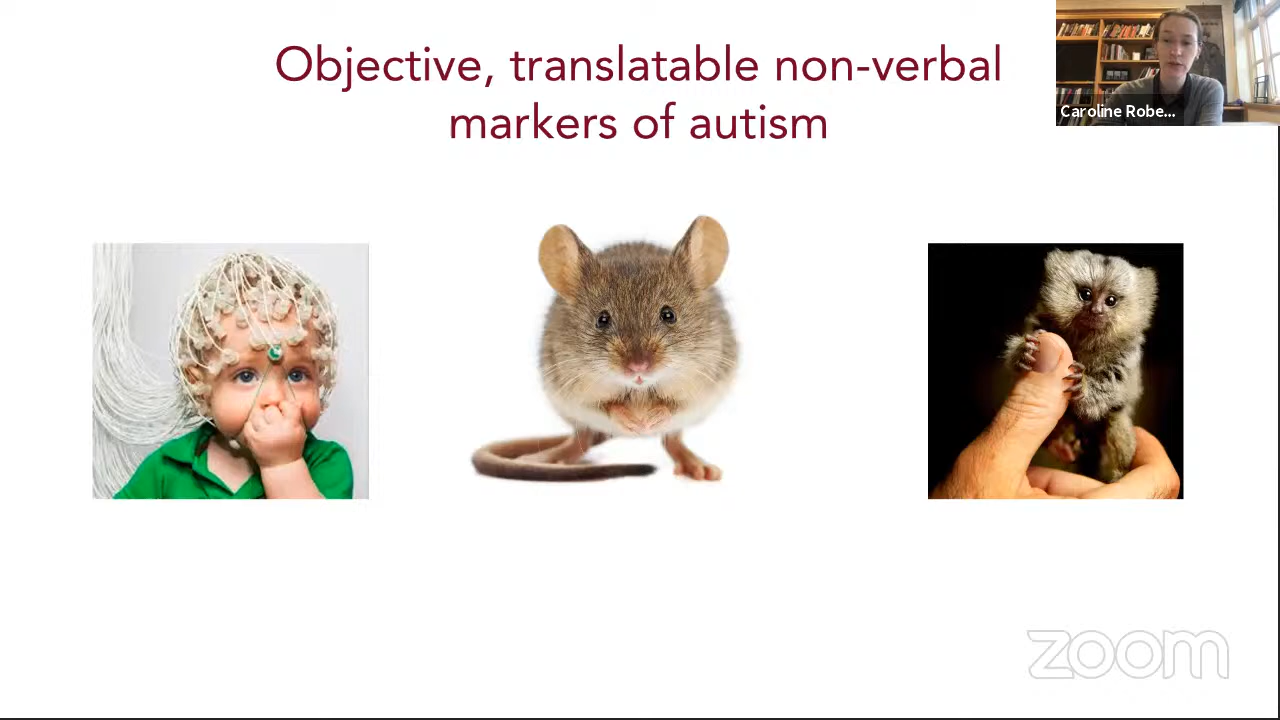 Objective, translatable non-verbal
markers of autism
Caroline Robe...
zoom